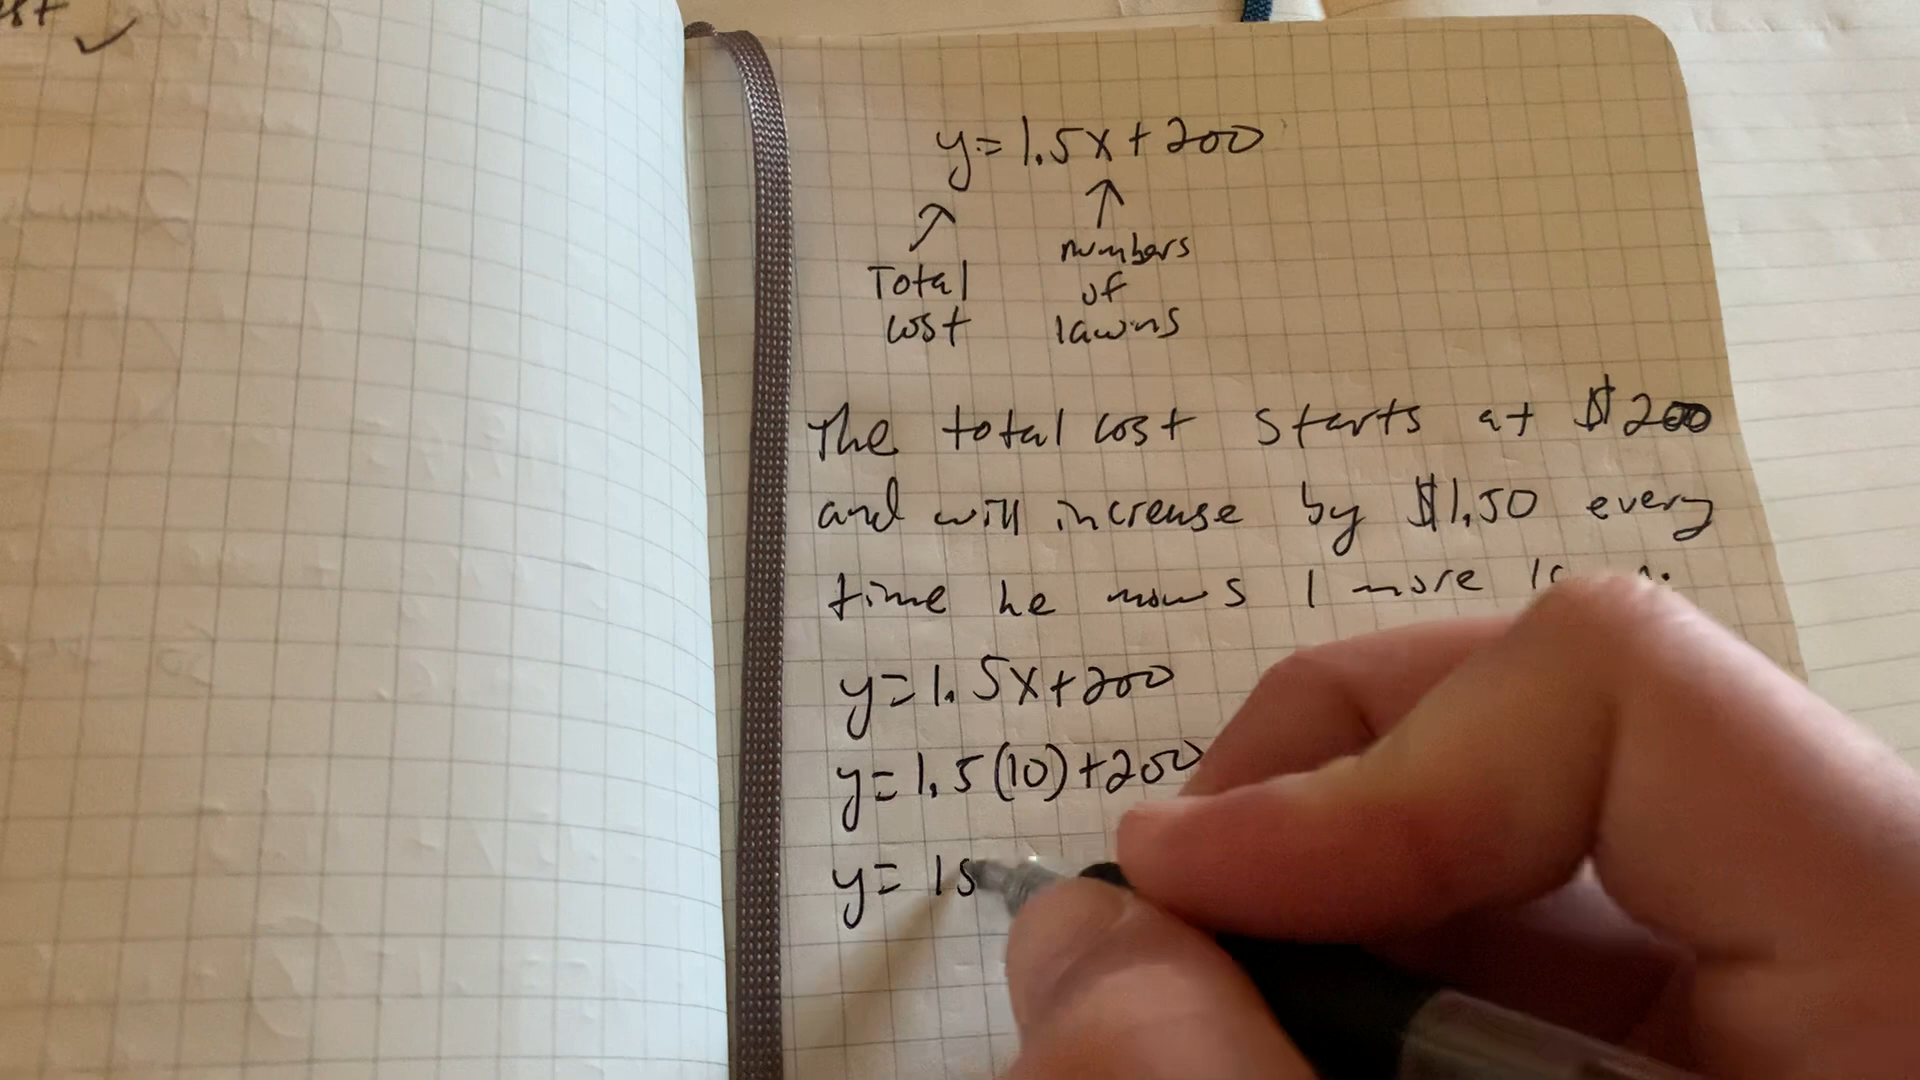 y=1.5x+200
Total
cost
numbers
of
lawns
The total cost starts at $200
and will increase by $1.50 every
time he mows 1 more
y=1.5x+200
y=1.5(10)+200
y= 15